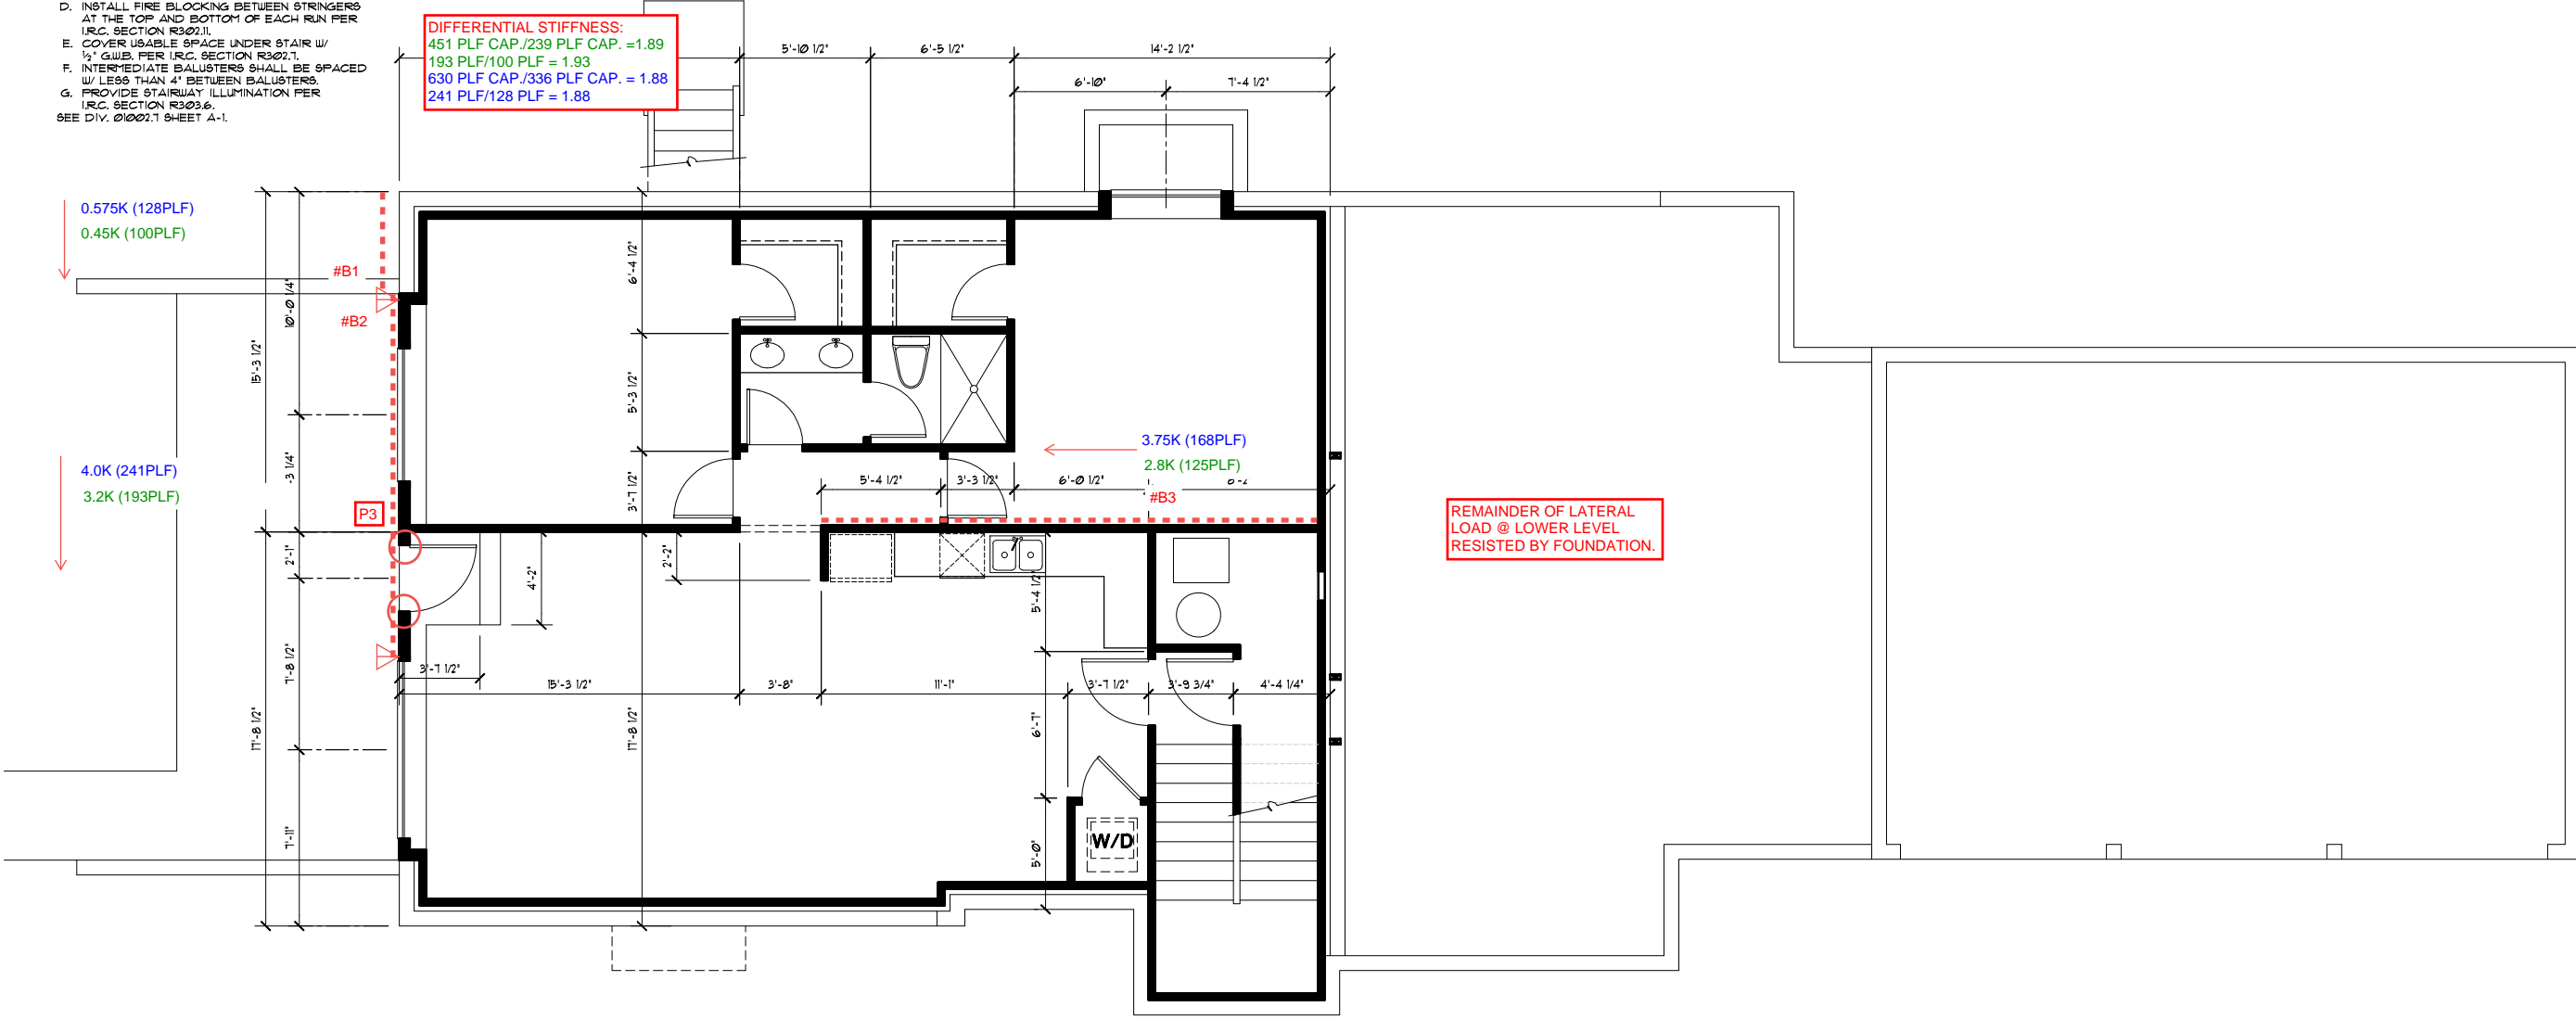 D. INSTALL FIRE BLOCKING BETWEEN STRINGERS
AT THE TOP AND BOTTOM OF EACH RUN PER
I.R.C. SECTION R302.11.
E. COVER USABLE SPACE UNDER STAIR W/
½" G.W.B. PER I.R.C. SECTION R302.7.
F. INTERMEDIATE BALUSTERS SHALL BE SPACED
W/ LESS THAN 4" BETWEEN BALUSTERS.
G. PROVIDE STAIRWAY ILLUMINATION PER
I.R.C. SECTION R303.6.
SEE DIV. 01002.7 SHEET A-1.
DIFFERENTIAL STIFFNESS:
451 PLF CAP./239 PLF CAP. =1.89
193 PLF/100 PLF = 1.93
630 PLF CAP./336 PLF CAP. = 1.88
241 PLF/128 PLF = 1.88
5'-10 1/2"
6'-5 1/2"
14'-2 1/2"
6'-10"
7'-4 1/2"
0.575K (128PLF)
0.45K (100PLF)
#B1
#B2
10'-0 1/4"
15'-3 1/2"
-3 1/4"
6'-4 1/2"
5'-3 1/2"
3'-7 1/2"
4.0K (241PLF)
3.2K (193PLF)
P3
3.75K (168PLF)
2.8K (125PLF)
5'-4 1/2"
3'-3 1/2"
6'-0 1/2"
#B3
REMAINDER OF LATERAL
LOAD @ LOWER LEVEL
RESISTED BY FOUNDATION.
2'-1"
4'-2"
2'-2"
7"
5'-4 1/2"
7'-8 1/2"
3'-7 1/2"
15'-3 1/2"
3'-8"
11'-1"
3'-7 1/2"
3'-9 3/4"
4'-4 1/4"
17'-8 1/2"
17'-8 1/2"
6'-7"
7'-11"
5'-0"
W/D